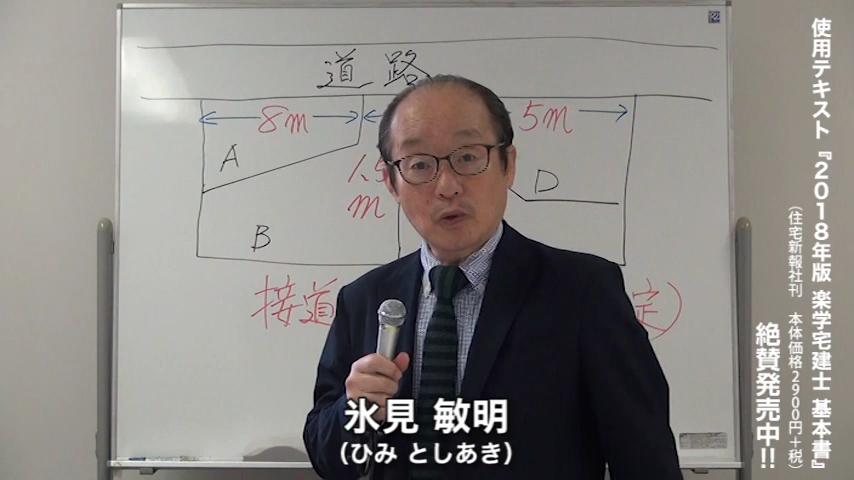 道路
8m
5m
A
1.5
m
D
B
接道
定)
使用テキスト『2018年版 楽学宅建士 基本書』
(住宅新報社刊 本体価格2900円+税)
絶賛発売中!!
氷見 敏明
(ひみ としあき)